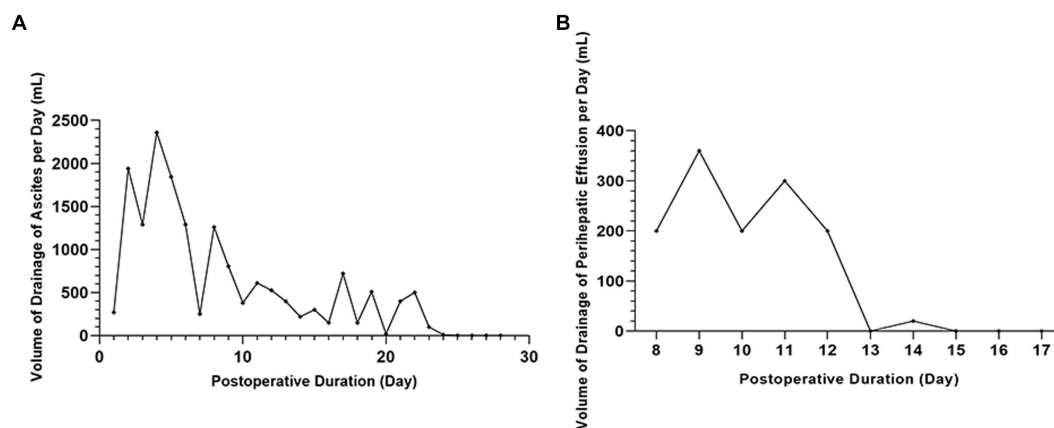 A
Volume of Drainage of Ascites per Day (mL)
2500
2000
1500
1000
500
0
0 10 20 30
Postoperative Duration (Day)
B
Volume of Drainage of Perihepatic Effusion per Day (mL)
400
300
200
100
0
8 9 10 11 12 13 14 15 16 17
Postoperative Duration (Day)